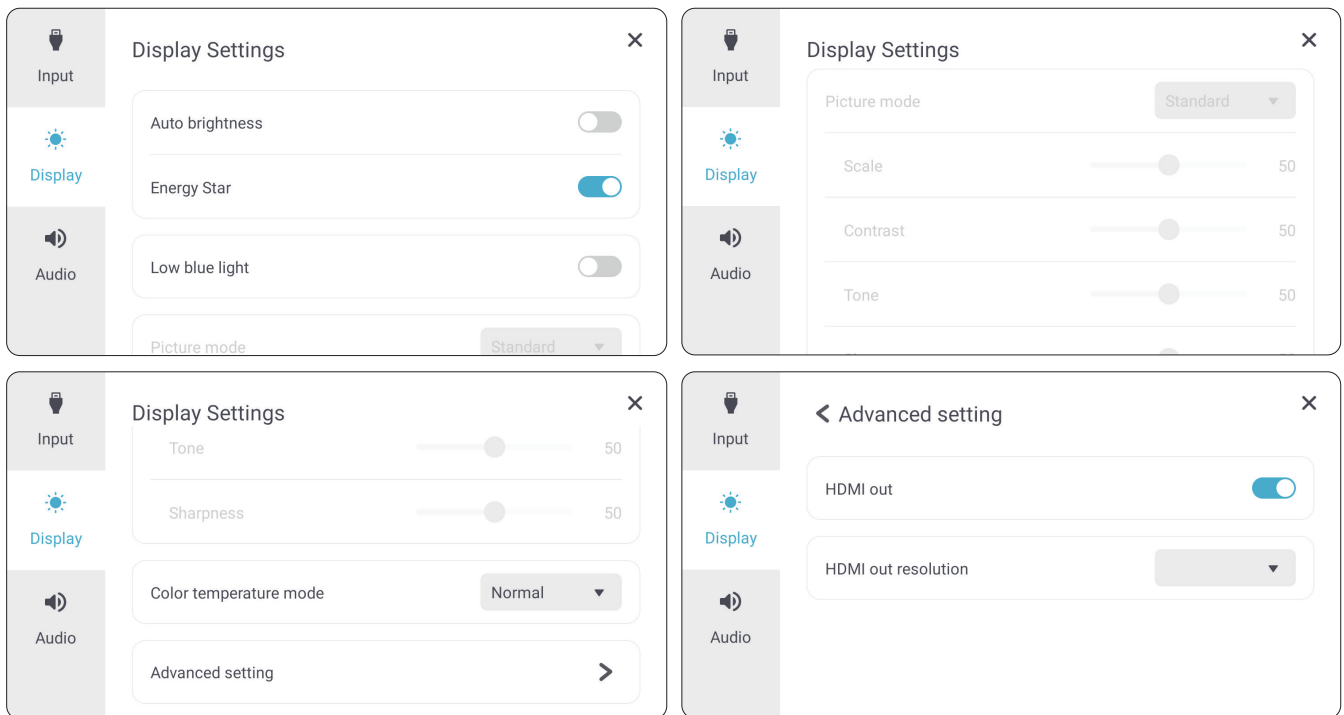 Input
Display
Audio
Display Settings
Auto brightness
Energy Star
Low blue light
Picture mode Standard
Input
Display
Audio
Display Settings
Picture mode Standard
Scale 50
Contrast 50
Tone 50
Input
Display
Audio
Display Settings
Tone 50
Sharpness 50
Color temperature mode Normal
Advanced setting
Input
Display
Audio
Advanced setting
HDMI out
HDMI out resolution